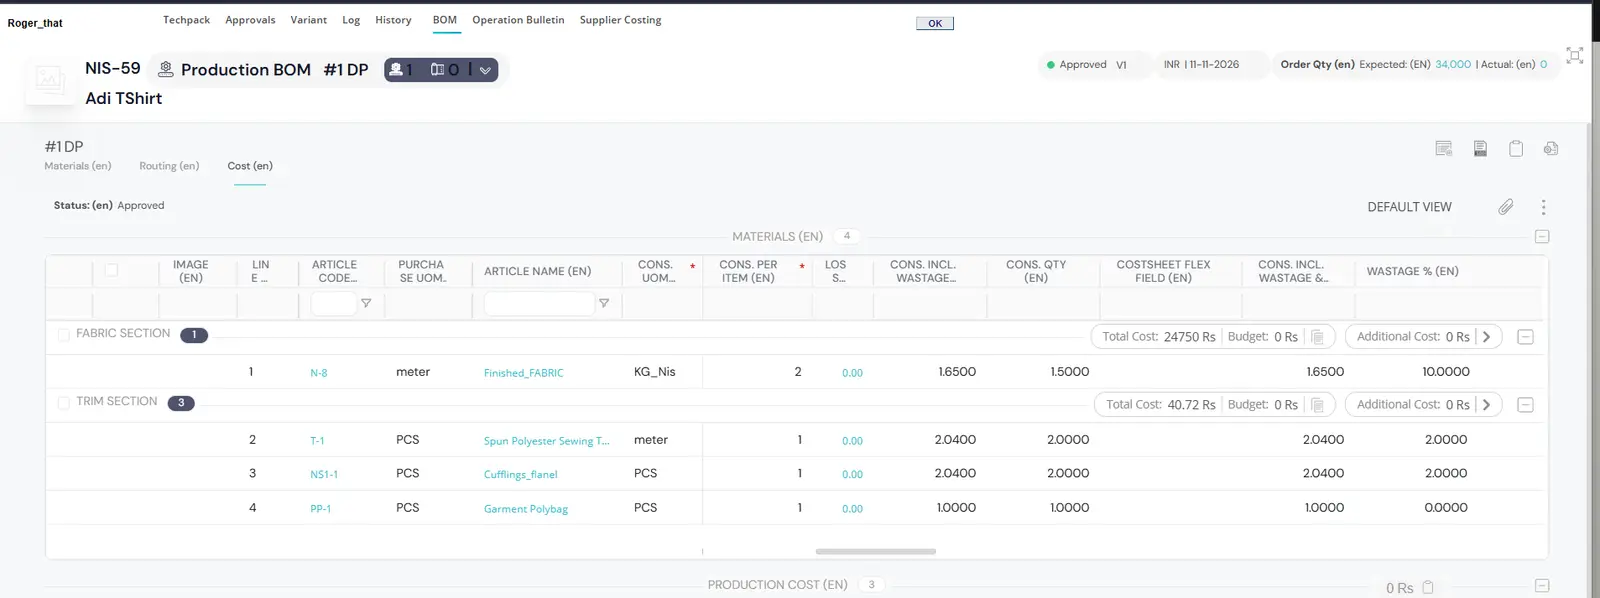 Roger_that
Techpack Approvals Variant Log History BOM Operation Bulletin Supplier Costing
OK
NIS-59 Production BOM #1 DP 1 0
Adi TShirt
Approved V1 INR | 11-11-2026 Order Qty (en) Expected: (EN) 34,000 | Actual: (en) 0
#1 DP
Materials (en) Routing (en) Cost (en)
Status: (en) Approved
DEFAULT VIEW
MATERIALS (EN) 4
IMAGE (EN) LIN E ... ARTICLE CODE... PURCHA SE UOM.. ARTICLE NAME (EN) CONS. UOM... * CONS. PER ITEM (EN) * LOS S... CONS. INCL. WASTAGE... CONS. QTY (EN) COSTSHEET FLEX FIELD (EN) CONS. INCL. WASTAGE &.. WASTAGE % (EN)
FABRIC SECTION 1 Total Cost: 24750 Rs Budget: 0 Rs Additional Cost: 0 Rs
1 N-8 meter Finished_FABRIC KG_Nis 2 0.00 1.6500 1.5000 1.6500 10.0000
TRIM SECTION 3 Total Cost: 40.72 Rs Budget: 0 Rs Additional Cost: 0 Rs
2 T-1 PCS Spun Polyester Sewing T... meter 1 0.00 2.0400 2.0000 2.0400 2.0000
3 NS1-1 PCS Cufflings_flanel PCS 1 0.00 2.0400 2.0000 2.0400 2.0000
4 PP-1 PCS Garment Polybag PCS 1 0.00 1.0000 1.0000 1.0000 0.0000
PRODUCTION COST (EN) 3 0 Rs